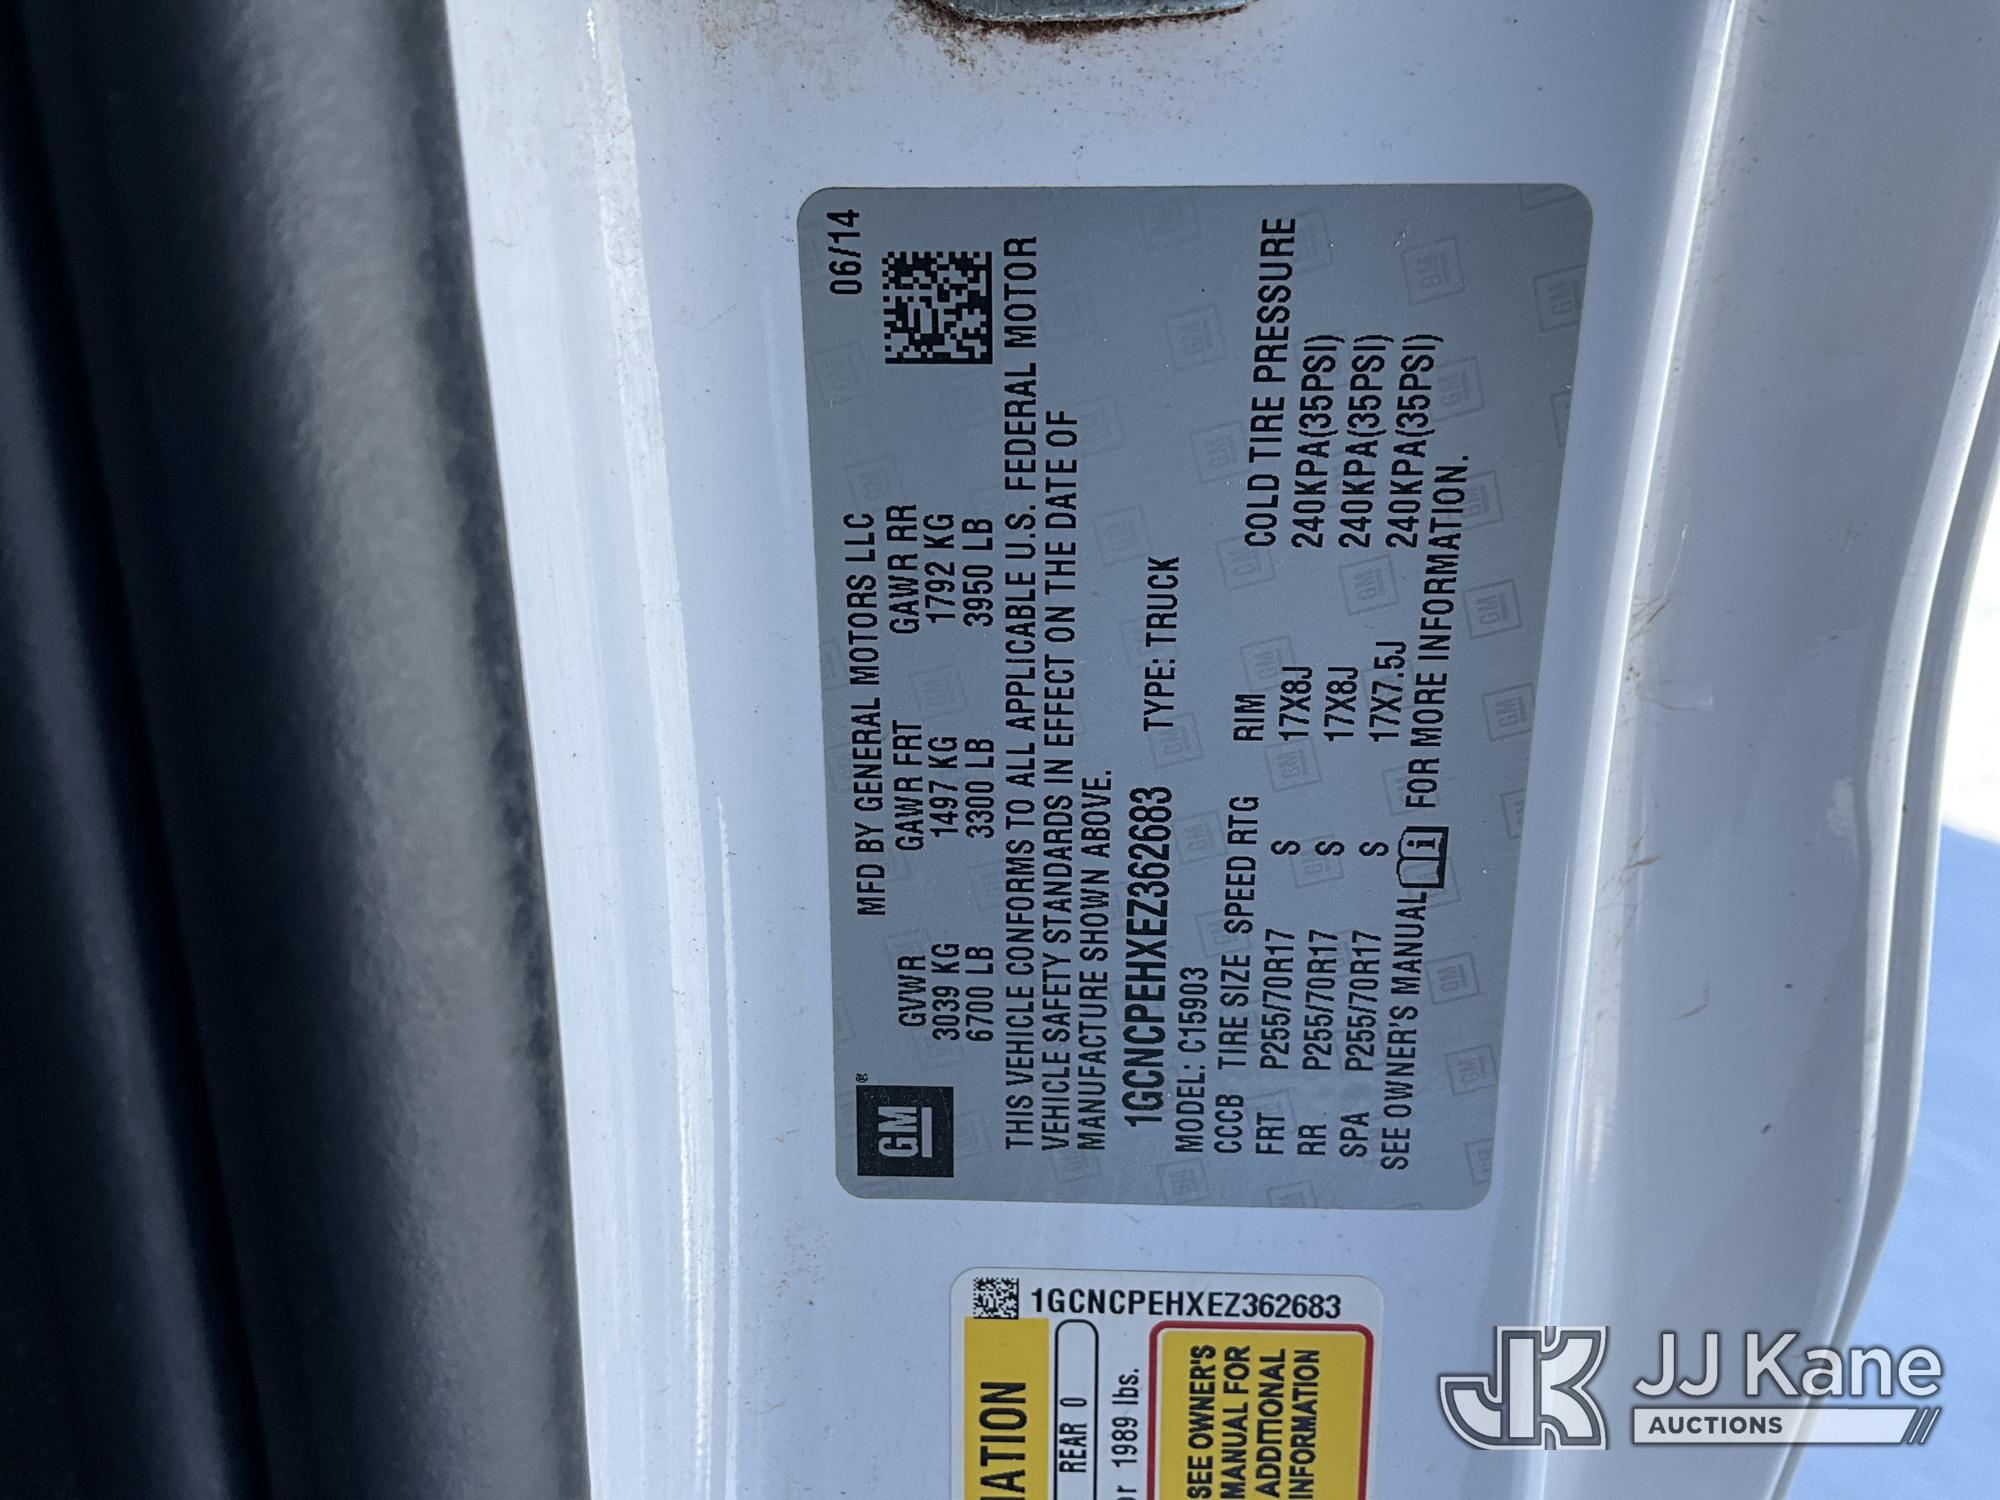 MFD BY GENERAL MOTORS LLC 06/14
GM®
GVWR GAWR FRT GAWR RR
3039 KG 1497 KG 1792 KG
6700 LB 3300 LB 3950 LB
THIS VEHICLE CONFORMS TO ALL APPLICABLE U.S. FEDERAL MOTOR
VEHICLE SAFETY STANDARDS IN EFFECT ON THE DATE OF
MANUFACTURE SHOWN ABOVE.
1GCNCPEHXEZ362683 TYPE: TRUCK
MODEL: C15903
CCCB TIRE SIZE SPEED RTG RIM COLD TIRE PRESSURE
FRT P255/70R17 S 17X8J 240KPA(35PSI)
RR P255/70R17 S 17X8J 240KPA(35PSI)
SPA P255/70R17 S 17X7.5J 240KPA(35PSI)
SEE OWNER'S MANUAL i FOR MORE INFORMATION.
1GCNCPEHXEZ362683
MATION
REAR 0
or 1989 lbs.
SEE OWNER'S
MANUAL FOR
ADDITIONAL
INFORMATION
JK JJ Kane
AUCTIONS